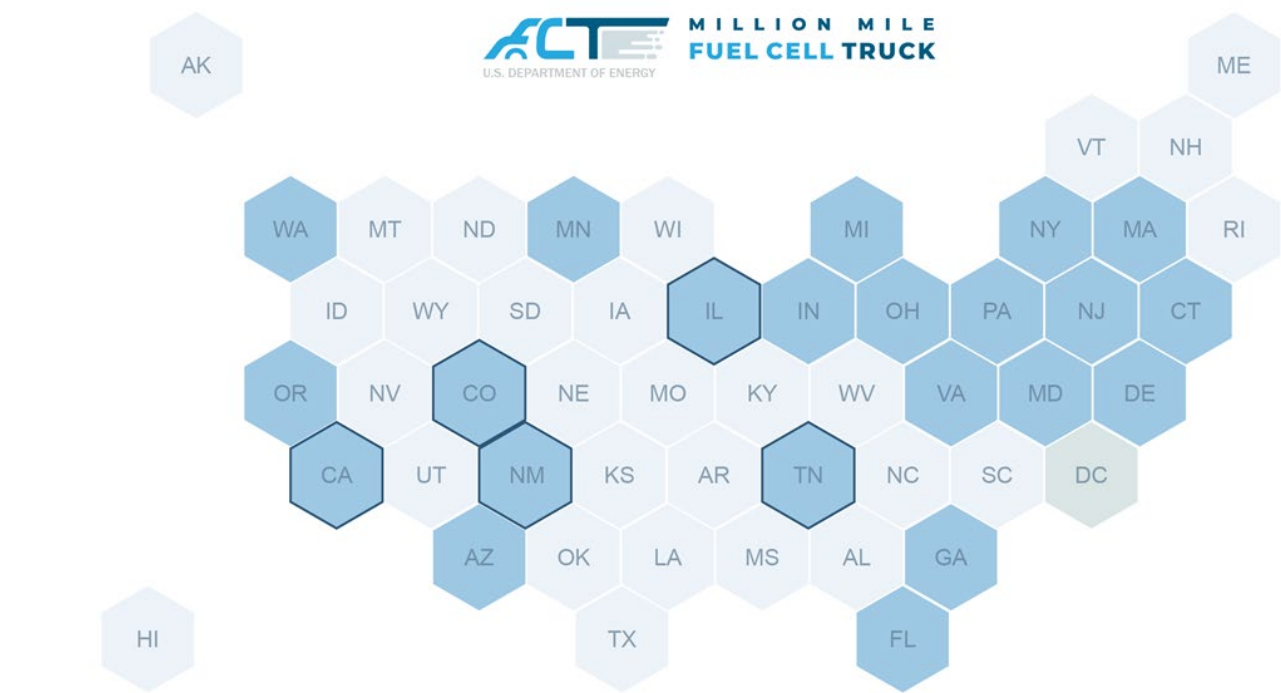 MILLION MILE
FUEL CELL TRUCK
FCT
U.S. DEPARTMENT OF ENERGY
AK
ME
VT NH
WA MT ND MN WI MI NY MA RI
ID WY SD IA IL IN OH PA NJ CT
OR NV CO NE MO KY WV VA MD DE
CA UT NM KS AR TN NC SC DC
AZ OK LA MS AL GA
HI TX FL